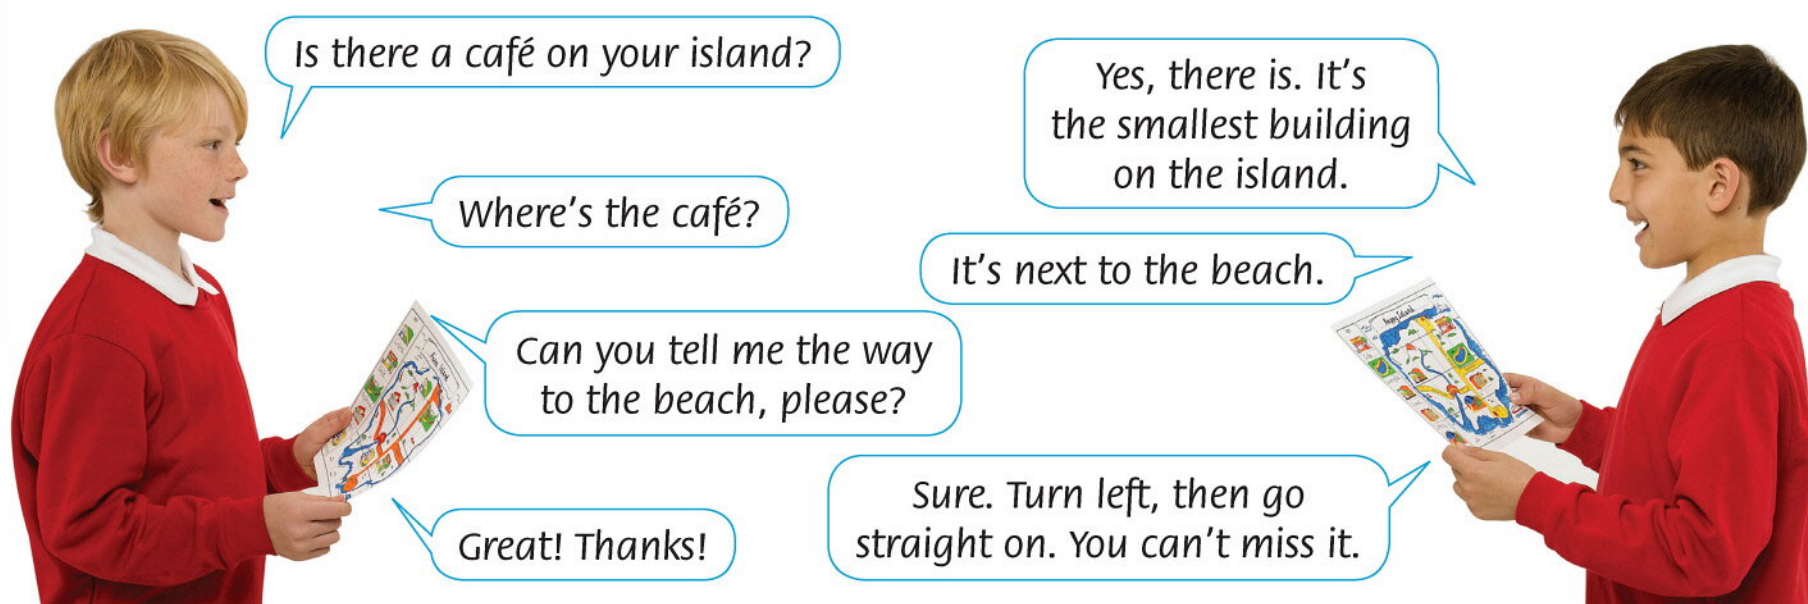 Is there a café on your island?
Yes, there is. It's
the smallest building
on the island.
Where's the café?
It's next to the beach.
Can you tell me the way
to the beach, please?
Sure. Turn left, then go
straight on. You can't miss it.
Great! Thanks!